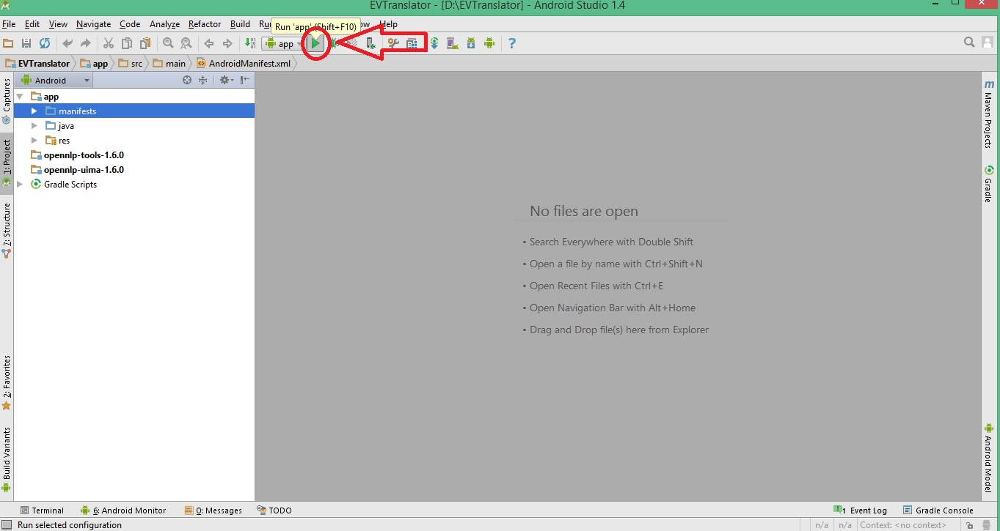 EVTranslator - [D:\EVTranslator] - Android Studio 1.4
File Edit View Navigate Code Analyze Refactor Build Help
Run 'app' (Shift+F10)
app
EVTranslator app src main AndroidManifest.xml
Android
app
manifests
java
res
opennlp-tools-1.6.0
opennlp-uima-1.6.0
Gradle Scripts
Captures
1: Project
7: Structure
2: Favorites
Build Variants
No files are open
• Search Everywhere with Double Shift
• Open a file by name with Ctrl+Shift+N
• Open Recent Files with Ctrl+E
• Open Navigation Bar with Alt+Home
• Drag and Drop file(s) here from Explorer
m
Maven Projects
Gradle
Android Model
Terminal 6: Android Monitor 0: Messages TODO 1 Event Log Gradle Console
Run selected configuration n/a n/a Context: <no context>